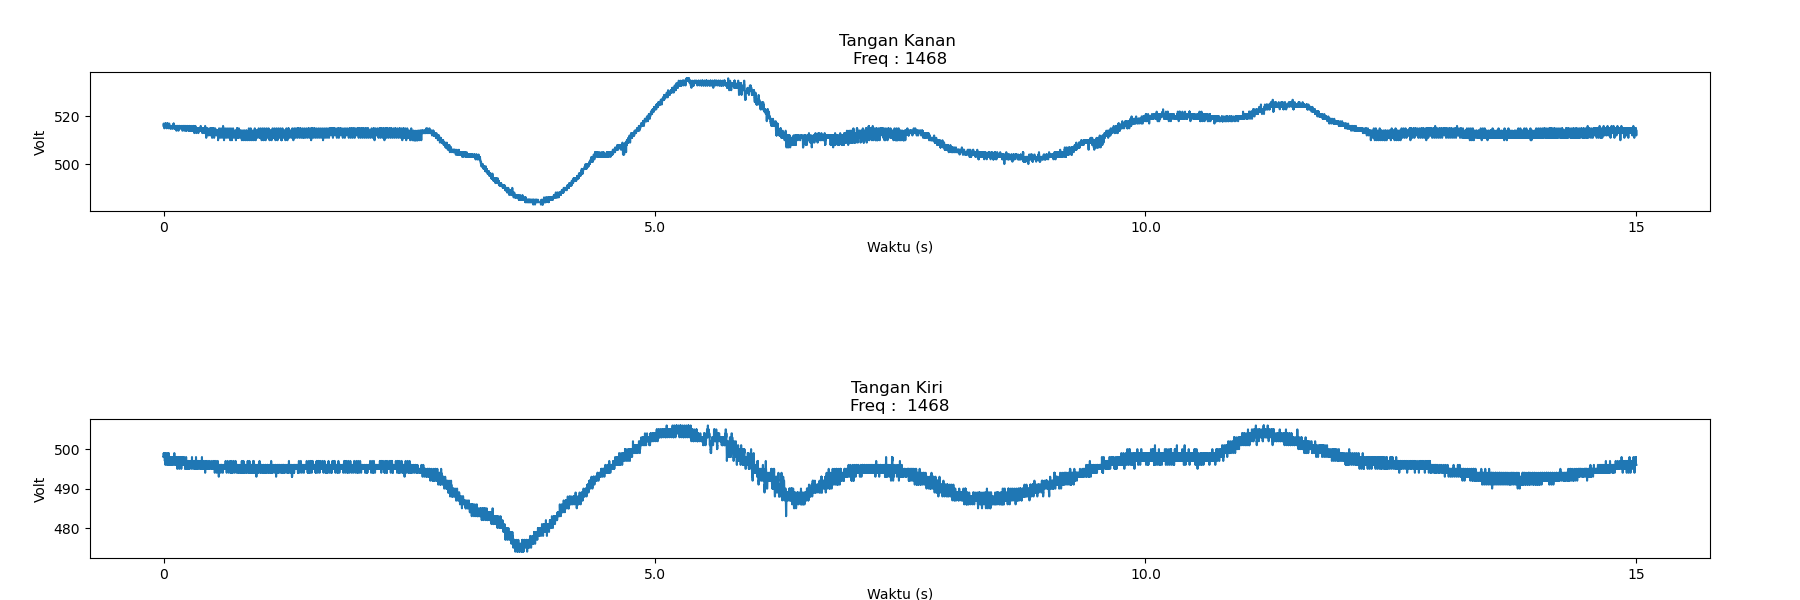 Tangan Kanan
Freq : 1468
Volt
520
500
0 5.0 10.0 15
Waktu (s)
Tangan Kiri
Freq :  1468
Volt
500
490
480
0 5.0 10.0 15
Waktu (s)